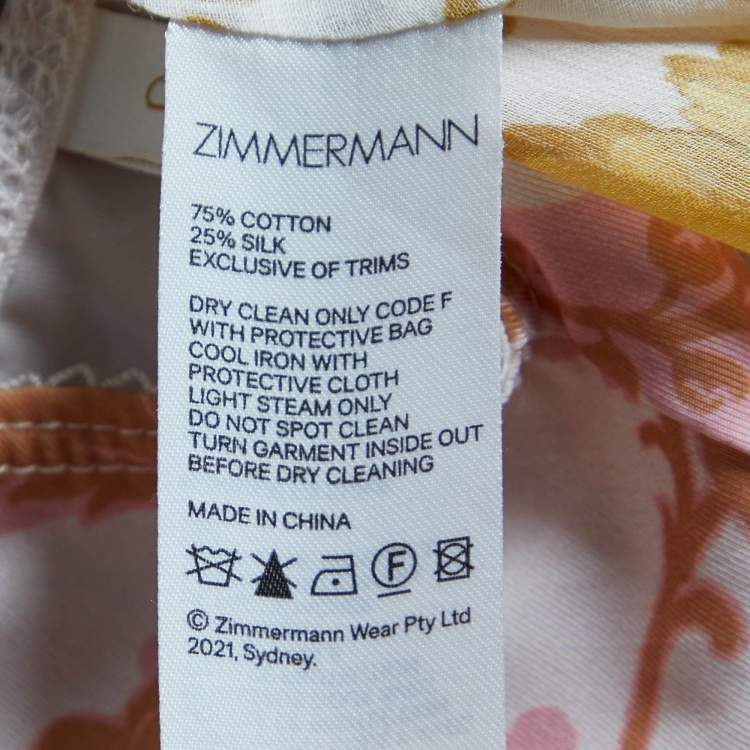 ZIMMERMANN
75% COTTON
25% SILK
EXCLUSIVE OF TRIMS
DRY CLEAN ONLY CODE F
WITH PROTECTIVE BAG
COOL IRON WITH
PROTECTIVE CLOTH
LIGHT STEAM ONLY
DO NOT SPOT CLEAN
TURN GARMENT INSIDE OUT
BEFORE DRY CLEANING
MADE IN CHINA
F
© Zimmermann Wear Pty Ltd
2021, Sydney.